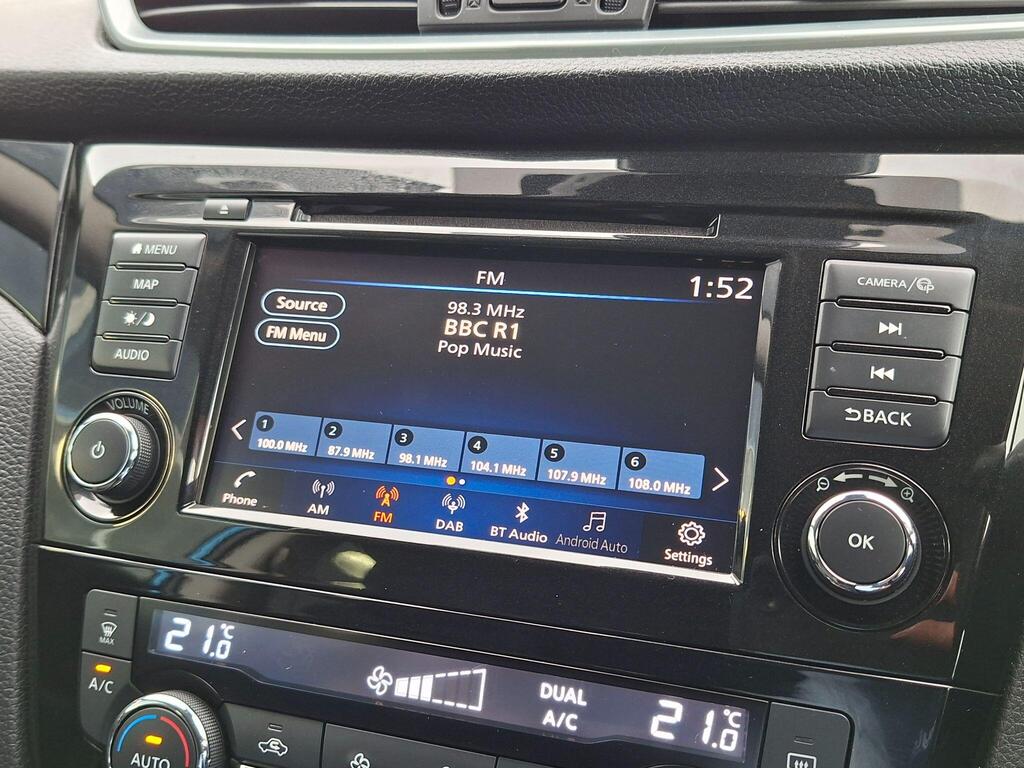 FM
1:52
Source
98.3 MHz
FM Menu
BBC R1
Pop Music
1
100.0 MHz
2
87.9 MHz
3
98.1 MHz
4
104.1 MHz
5
107.9 MHz
6
108.0 MHz
Phone
AM
FM
DAB
BT Audio
Android Auto
Settings
MENU
MAP
AUDIO
VOLUME
CAMERA/
BACK
OK
MAX
A/C
21.0°C
DUAL
A/C
21.0°C
AUTO